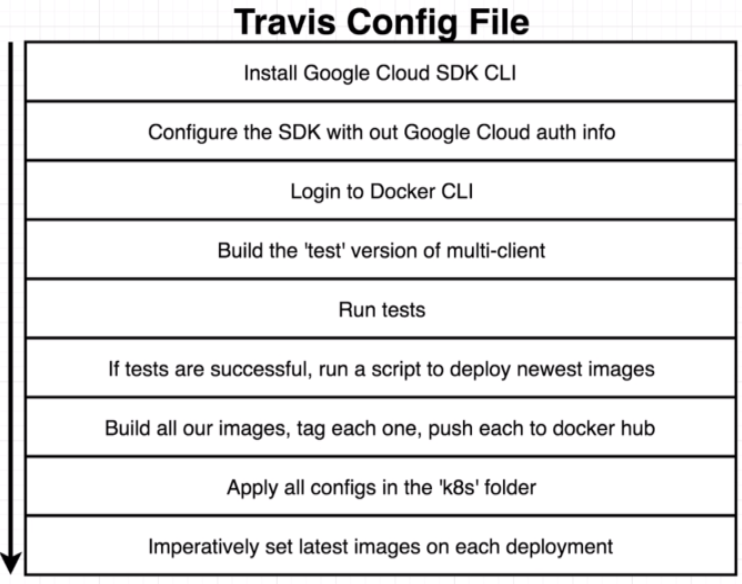 Travis Config File
Install Google Cloud SDK CLI
Configure the SDK with out Google Cloud auth info
Login to Docker CLI
Build the 'test' version of multi-client
Run tests
If tests are successful, run a script to deploy newest images
Build all our images, tag each one, push each to docker hub
Apply all configs in the 'k8s' folder
Imperatively set latest images on each deployment